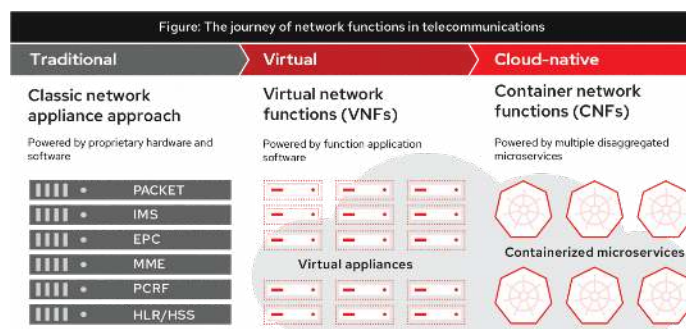 Figure: The journey of network functions in telecommunications
Traditional
Virtual
Cloud-native
Classic network
appliance approach
Powered by proprietary hardware and
software
PACKET
IMS
EPC
MME
PCRF
HLR/HSS
Virtual network
functions (VNFs)
Powered by function application
software
Virtual appliances
Container network
functions (CNFs)
Powered by multiple disaggregated
microservices
Containerized microservices